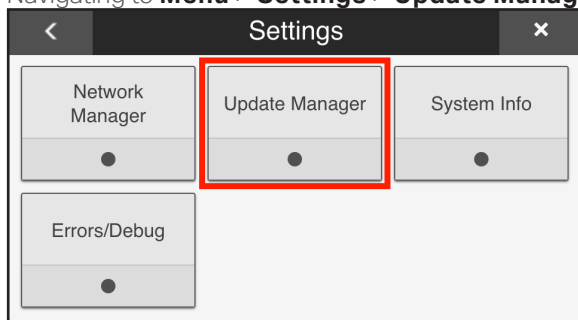 Navigating to Menu > Settings > Update Manag
< Settings ×
Network
Manager
Update Manager
System Info
Errors/Debug